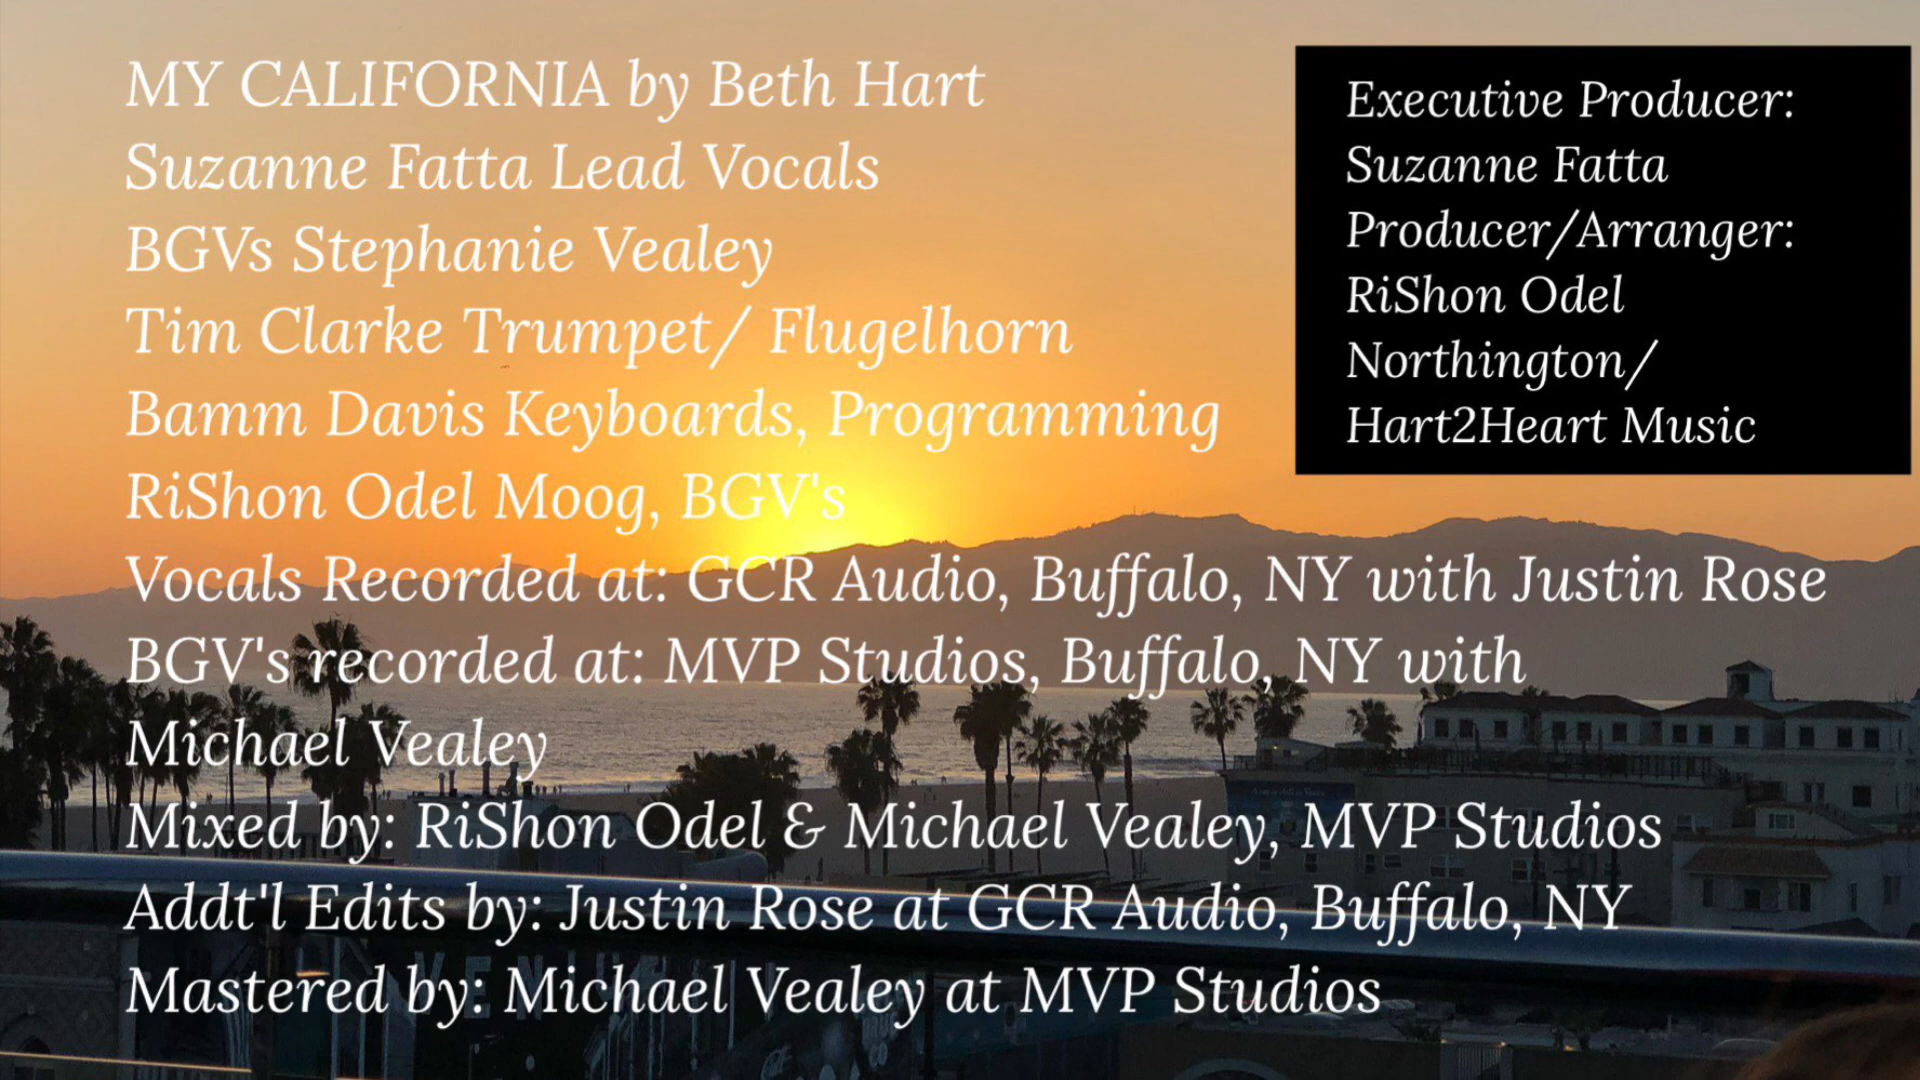 MY CALIFORNIA by Beth Hart
Suzanne Fatta Lead Vocals
BGVs Stephanie Vealey
Tim Clarke Trumpet/ Flugelhorn
Bamm Davis Keyboards, Programming
RiShon Odel Moog, BGV's
Vocals Recorded at: GCR Audio, Buffalo, NY with Justin Rose
BGV's recorded at: MVP Studios, Buffalo, NY with
Michael Vealey
Mixed by: RiShon Odel & Michael Vealey, MVP Studios
Addt'l Edits by: Justin Rose at GCR Audio, Buffalo, NY
Mastered by: Michael Vealey at MVP Studios
Executive Producer:
Suzanne Fatta
Producer/Arranger:
RiShon Odel
Northington/
Hart2Heart Music